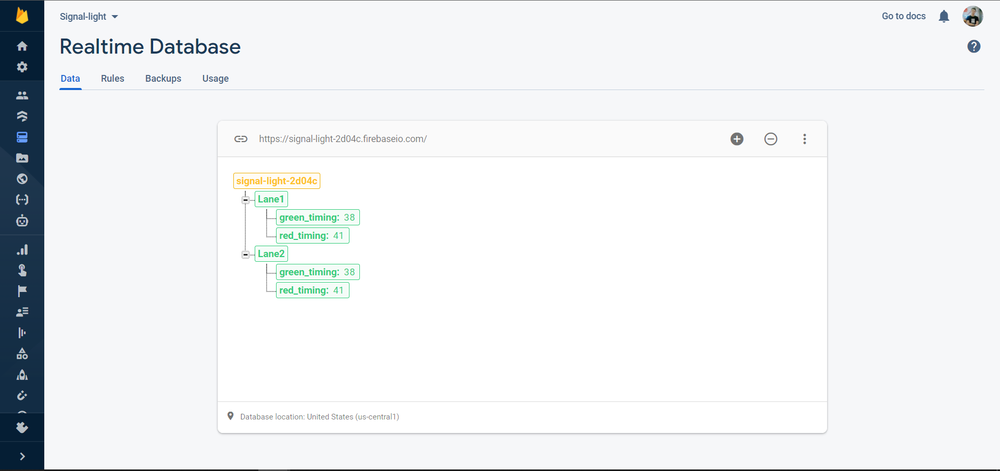 Signal-light
Go to docs
Realtime Database
Data Rules Backups Usage
https://signal-light-2d04c.firebaseio.com/
signal-light-2d04c
Lane1
green_timing: 38
red_timing: 41
Lane2
green_timing: 38
red_timing: 41
Database location: United States (us-central1)